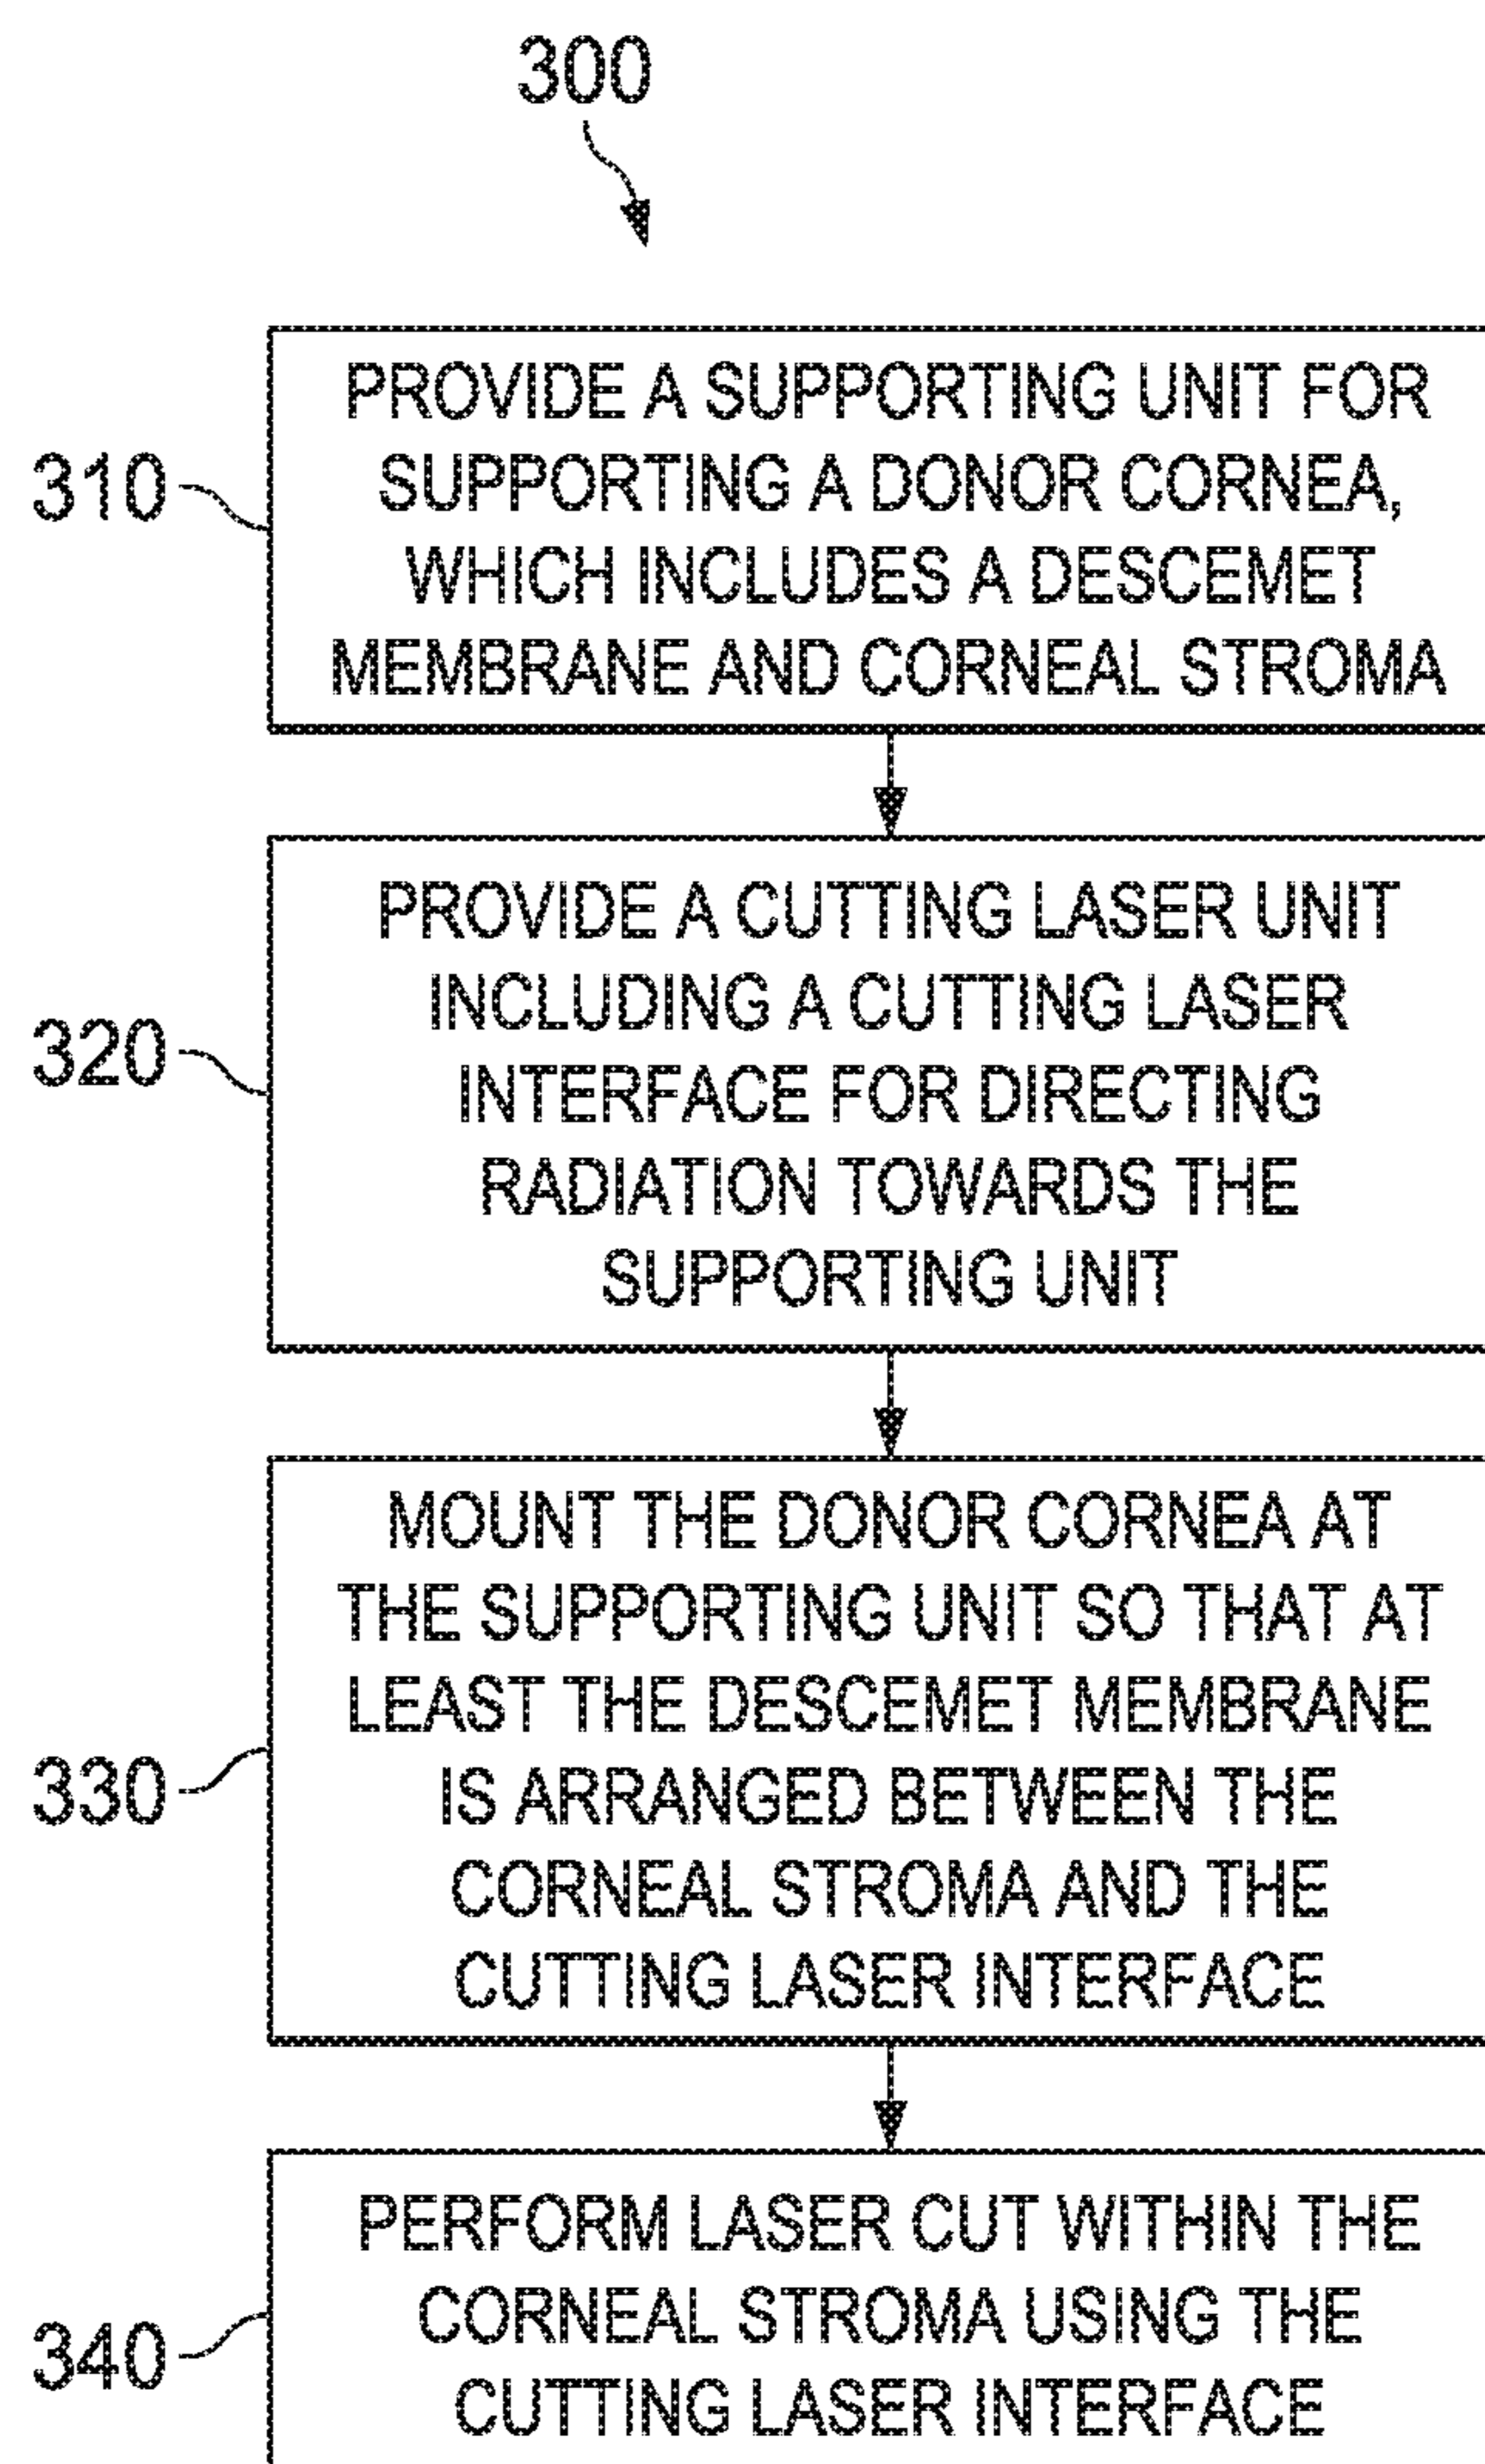 300
310
PROVIDE A SUPPORTING UNIT FOR
SUPPORTING A DONOR CORNEA,
WHICH INCLUDES A DESCEMET
MEMBRANE AND CORNEAL STROMA
320
PROVIDE A CUTTING LASER UNIT
INCLUDING A CUTTING LASER
INTERFACE FOR DIRECTING
RADIATION TOWARDS THE
SUPPORTING UNIT
330
MOUNT THE DONOR CORNEA AT
THE SUPPORTING UNIT SO THAT AT
LEAST THE DESCEMET MEMBRANE
IS ARRANGED BETWEEN THE
CORNEAL STROMA AND THE
CUTTING LASER INTERFACE
340
PERFORM LASER CUT WITHIN THE
CORNEAL STROMA USING THE
CUTTING LASER INTERFACE